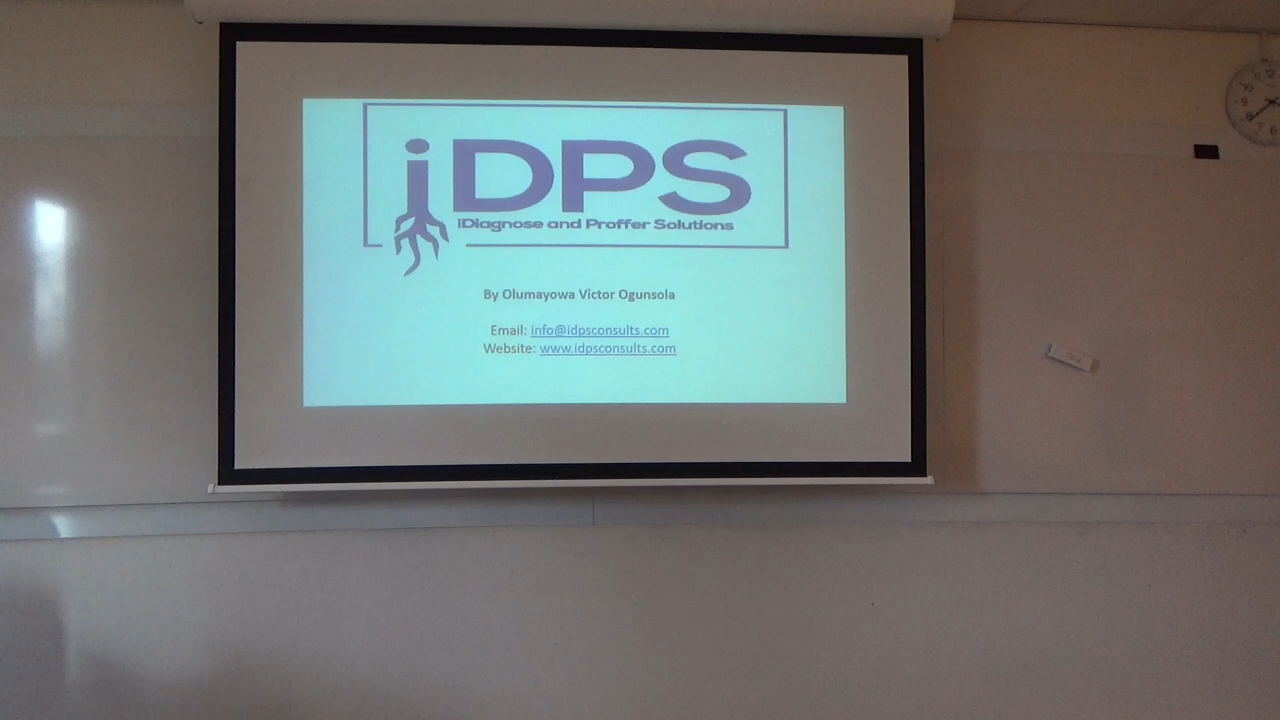 iDPS
iDiagnose and Proffer Solutions
By Olumayowa Victor Ogunsola
Email: info@idpsconsults.com
Website: www.idpsconsults.com